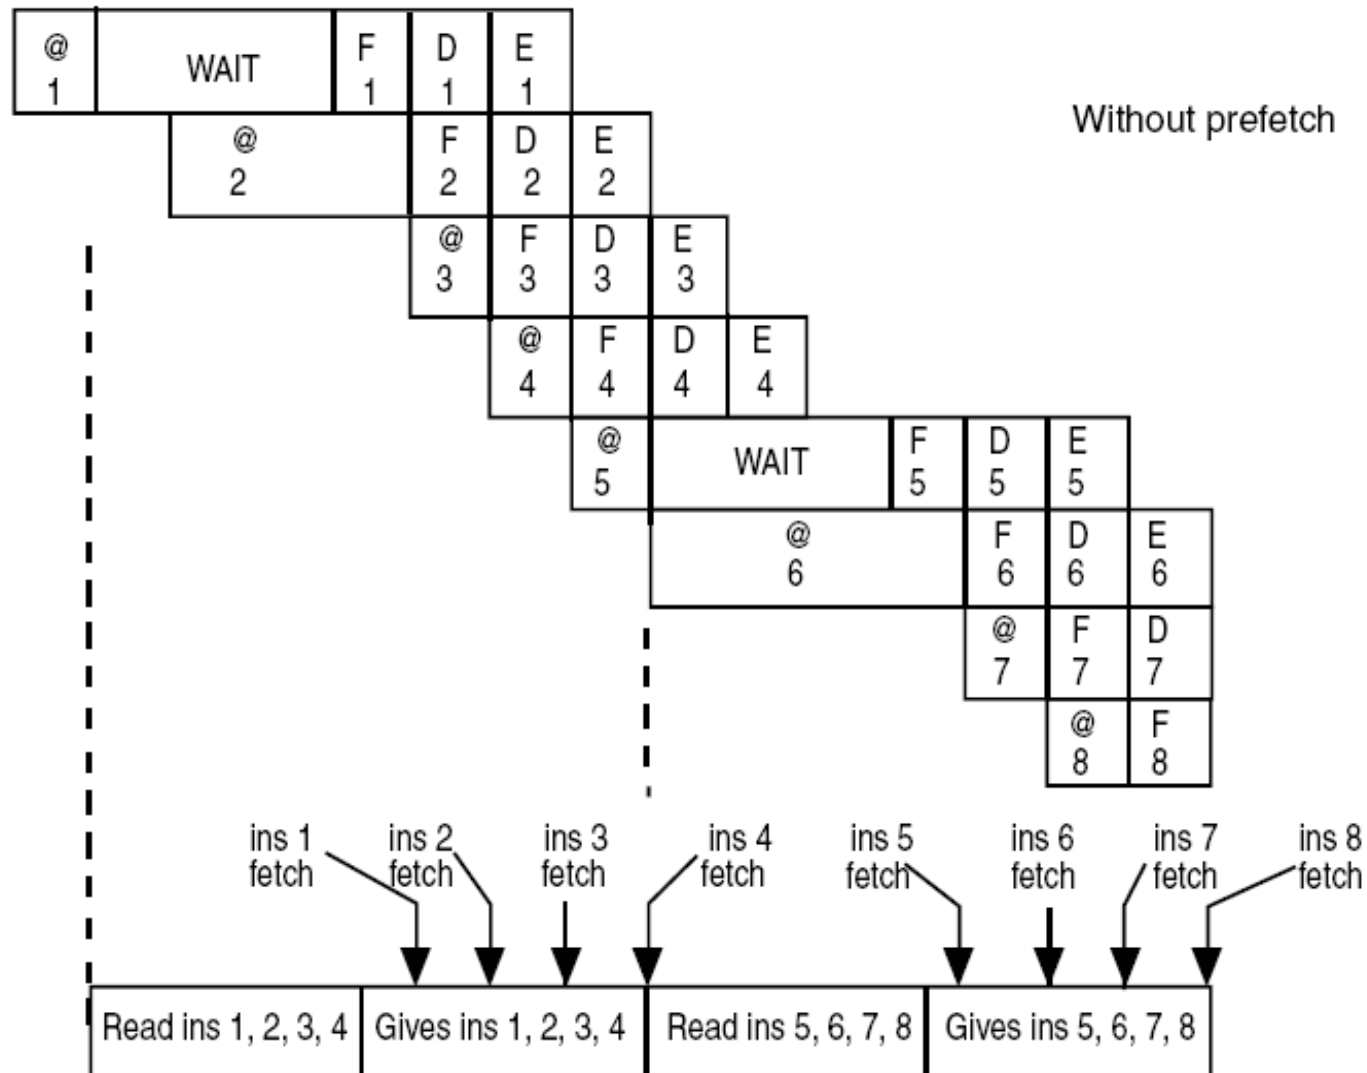 @ F D E
WAIT
1 1 1 1
Without prefetch
@ F D E
2 2 2 2
@ F D E
3 3 3 3
@ F D E
4 4 4 4
@ F D E
WAIT
5 5 5 5
@ F D E
6 6 6 6
@ F D
7 7 7
@ F
8 8
ins 1 ins 2 ins 3 ins 4 ins 5 ins 6 ins 7 ins 8
fetch fetch fetch fetch fetch fetch fetch fetch
Read ins 1, 2, 3, 4 Gives ins 1, 2, 3, 4 Read ins 5, 6, 7, 8 Gives ins 5, 6, 7, 8